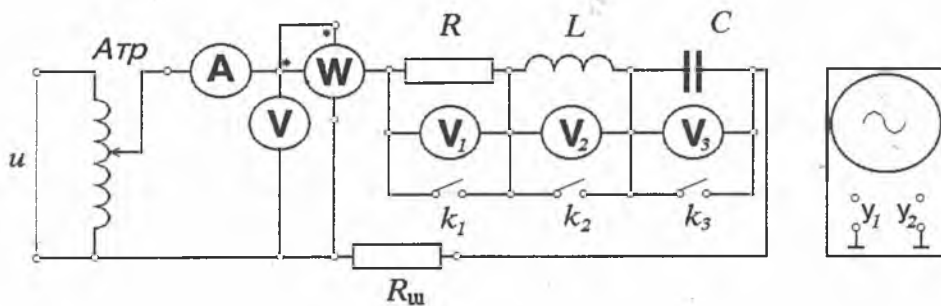 R L C
Атр
A * * W
V
u
V₁ V₂ V₃
k₁ k₂ k₃
y₁ y₂
Rш